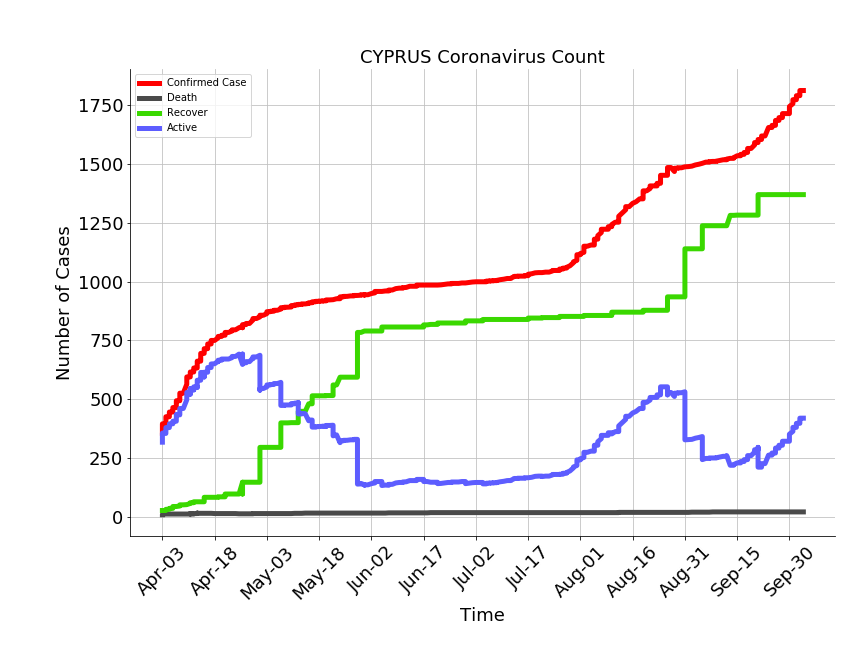 CYPRUS Coronavirus Count
Confirmed Case
Death
Recover
Active
1750
1500
1250
1000
750
500
250
0
Number of Cases
Apr-03
Apr-18
May-03
May-18
Jun-02
Jun-17
Jul-02
Jul-17
Aug-01
Aug-16
Aug-31
Sep-15
Sep-30
Time